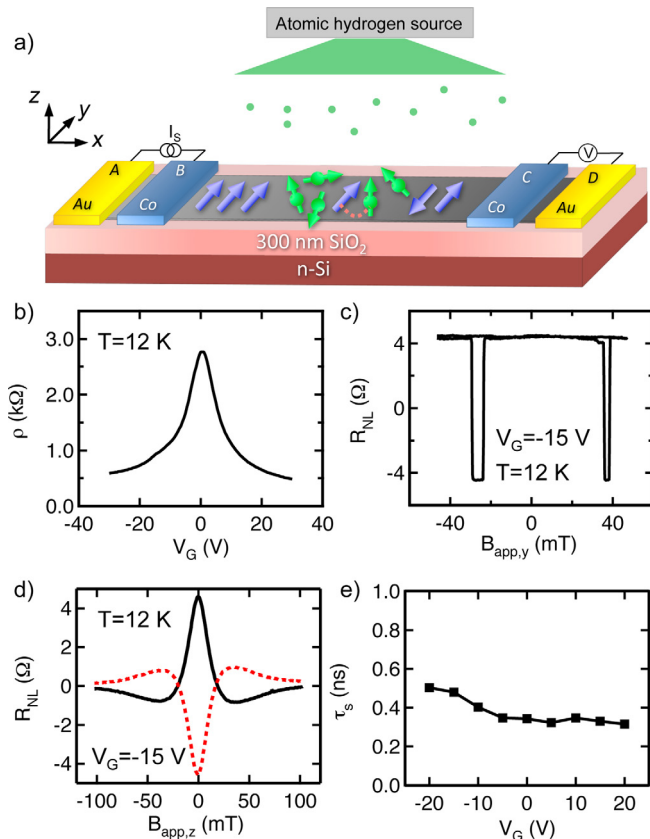 Atomic hydrogen source
a)
z
y
x
I_S
V
A
B
C
D
Au
Co
Co
Au
300 nm SiO₂
n-Si
b)
T=12 K
3.0
2.0
1.0
0.0
ρ (kΩ)
-40 -20 0 20 40
V_G (V)
c)
4
0
-4
R_NL (Ω)
V_G=-15 V
T=12 K
-40 0 40
B_app,y (mT)
d)
T=12 K
4
2
0
-2
-4
R_NL (Ω)
V_G=-15 V
-100 -50 0 50 100
B_app,z (mT)
e)
1.0
0.8
0.6
0.4
0.2
0.0
τ_s (ns)
-20 -10 0 10 20
V_G (V)